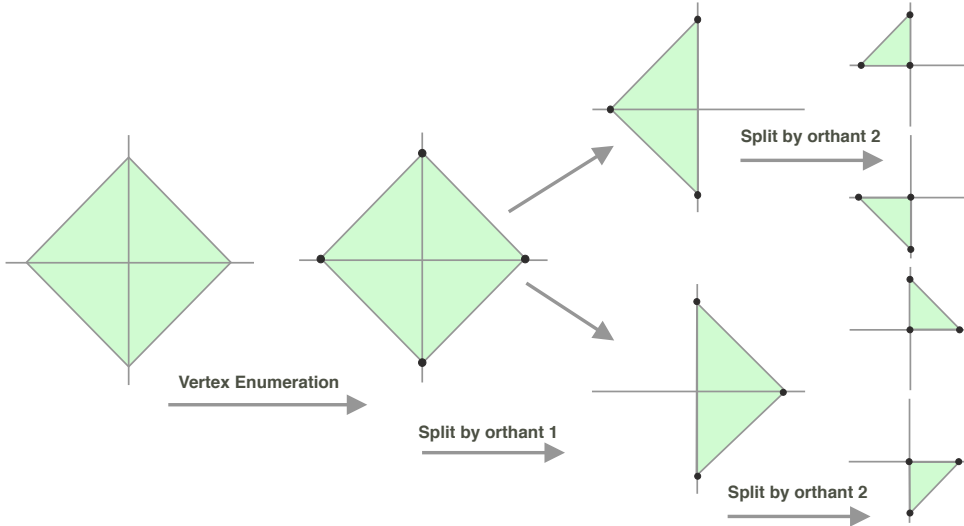 Split by orthant 2
Vertex Enumeration
Split by orthant 1
Split by orthant 2